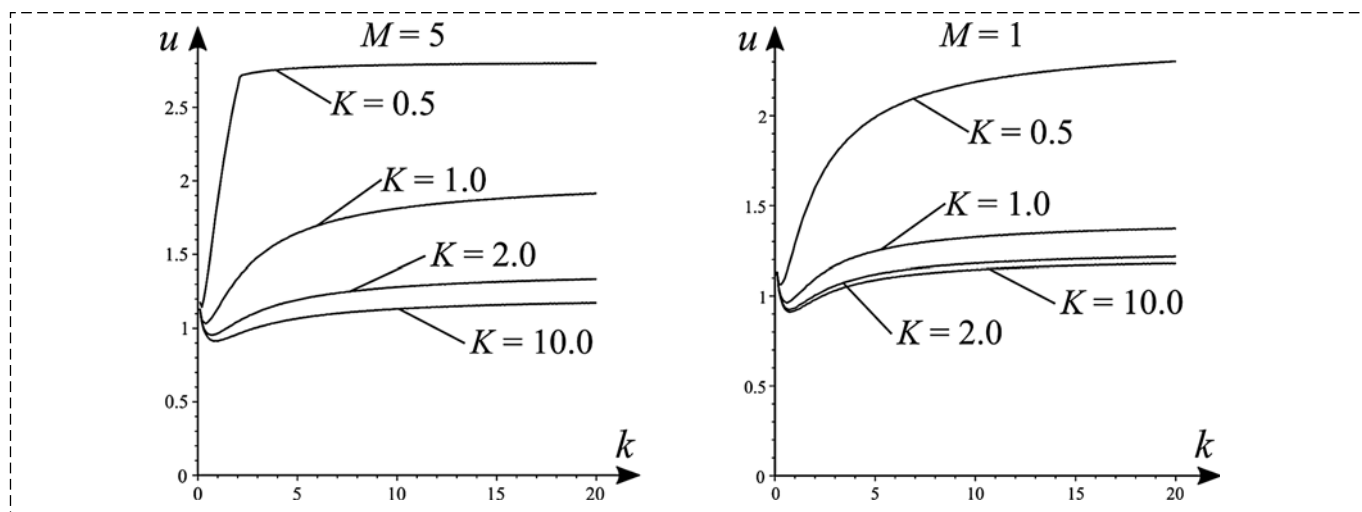 u
M = 5
2.5
K = 0.5
2
K = 1.0
1.5
K = 2.0
1
K = 10.0
0.5
k
0
0 5 10 15 20
u
M = 1
2
K = 0.5
1.5
K = 1.0
1
K = 10.0
K = 2.0
0.5
k
0
0 5 10 15 20